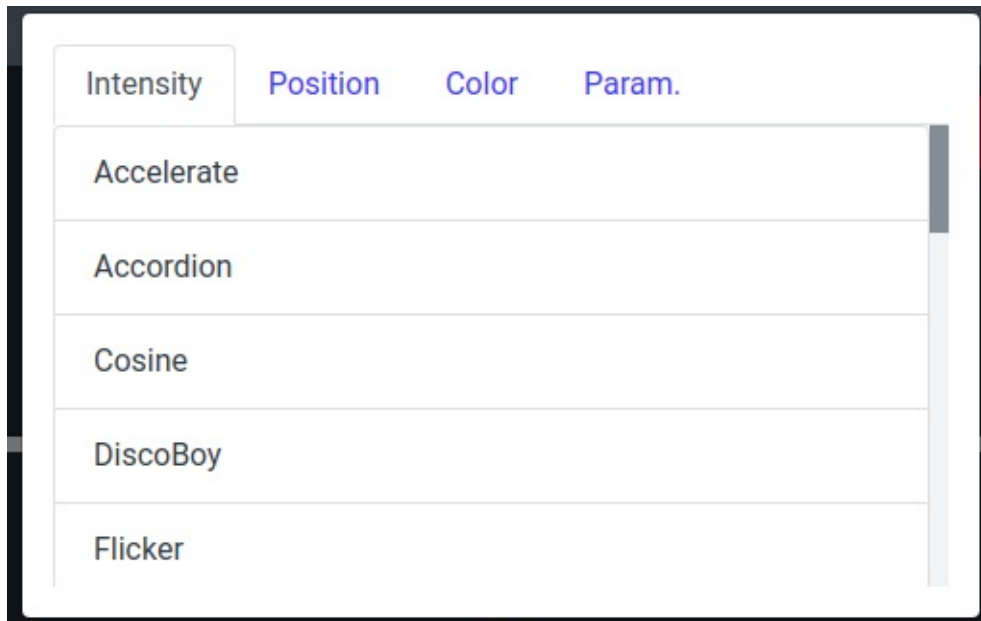 Intensity Position Color Param.
Accelerate
Accordion
Cosine
DiscoBoy
Flicker